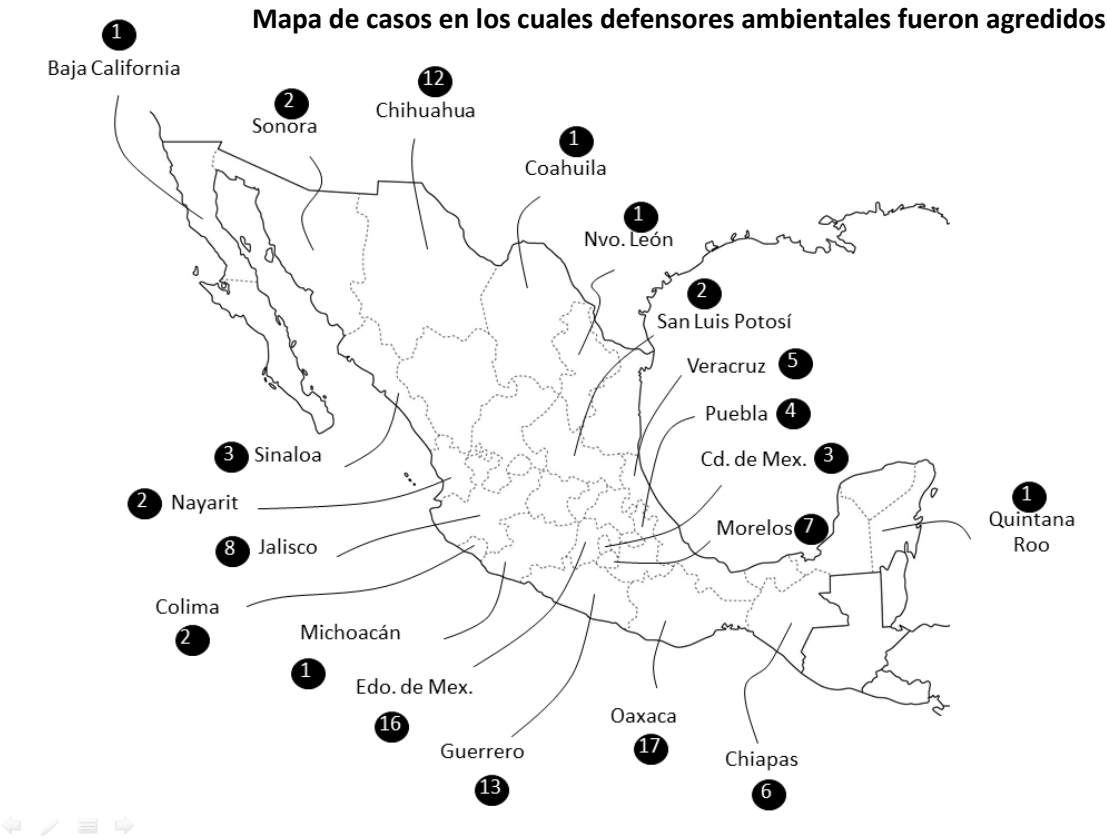 Mapa de casos en los cuales defensores ambientales fueron agredidos
1
Baja California
2
Sonora
12
Chihuahua
1
Coahuila
1
Nvo. León
2
San Luis Potosí
Veracruz 5
Puebla 4
Cd. de Mex. 3
Morelos 7
1
Quintana
Roo
3 Sinaloa
2 Nayarit
8 Jalisco
Colima
2
Michoacán
1
Edo. de Mex.
16
Guerrero
13
Oaxaca
17
Chiapas
6